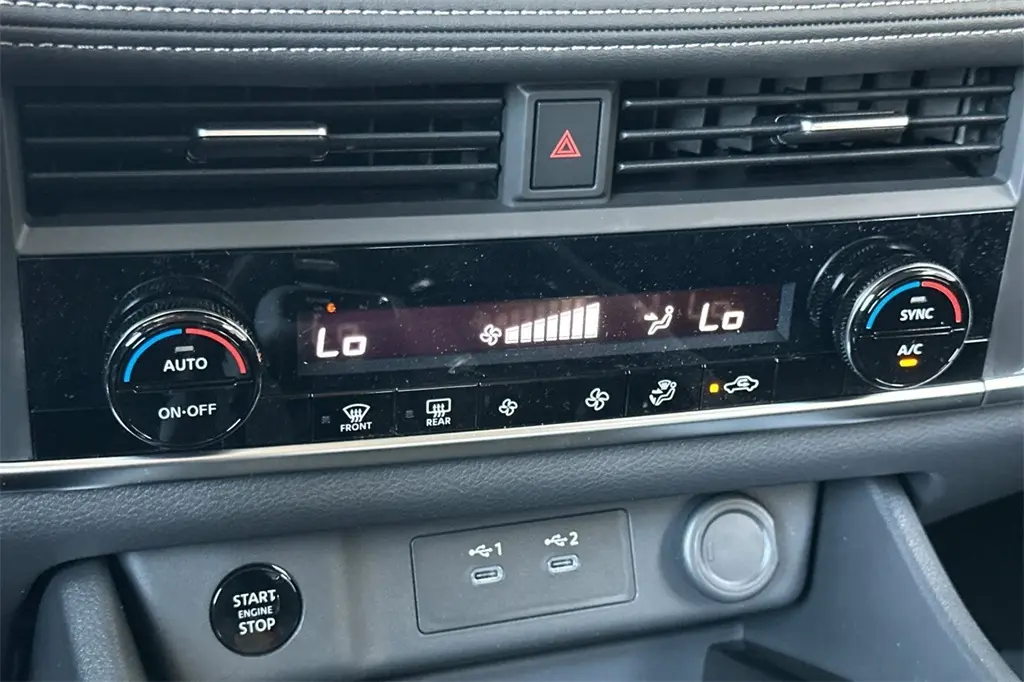 Lo
Lo
AUTO
ON·OFF
SYNC
A/C
FRONT
REAR
START
ENGINE
STOP
1
2